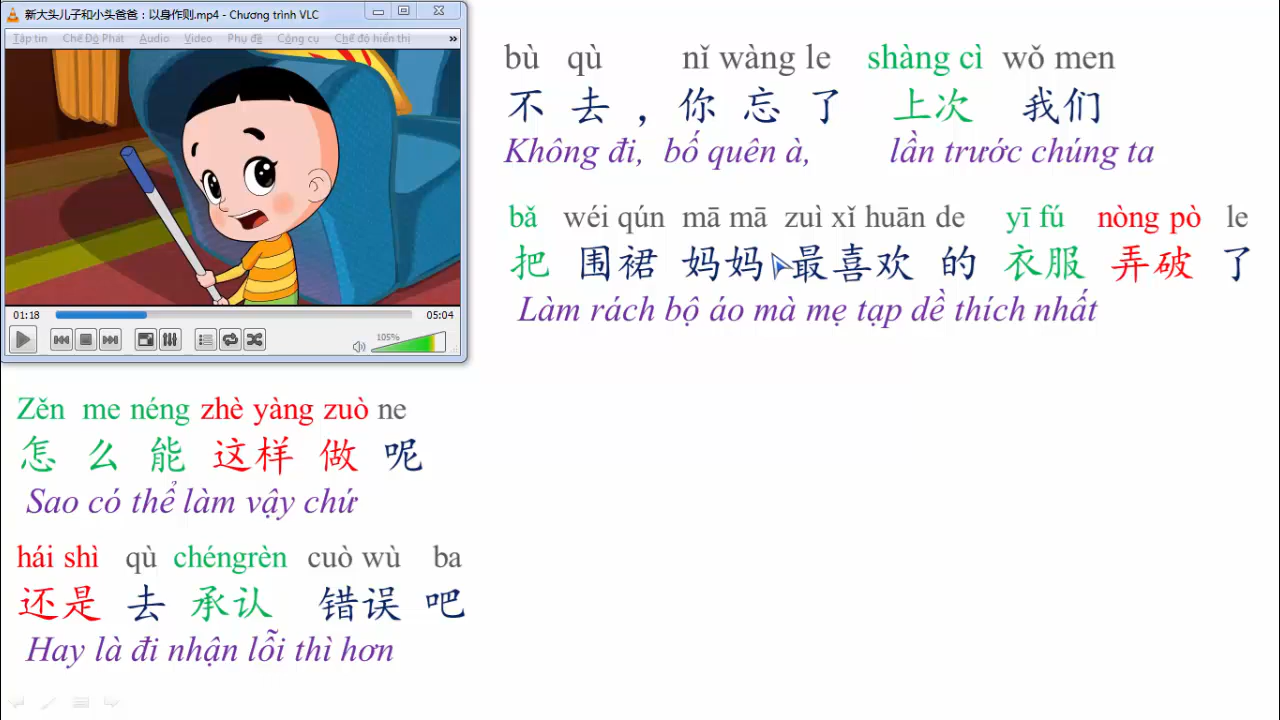 新大头儿子和小头爸爸：以身作则.mp4 - Chương trình VLC
Tập tin Chế Độ Phát Audio Video Phụ đề Công cụ Chế độ hiển thị »
01:18 05:04
105%
bù qù nǐ wàng le shàng cì wǒ men
不 去 ， 你 忘 了 上次 我们
Không đi, bố quên à, lần trước chúng ta
bǎ wéi qún mā mā zuì xǐ huān de yī fú nòng pò le
把 围裙 妈妈 最喜欢 的 衣服 弄破 了
Làm rách bộ áo mà mẹ tạp dề thích nhất
Zěn me néng zhè yàng zuò ne
怎 么 能 这样 做 呢
Sao có thể làm vậy chứ
hái shì qù chéngrèn cuò wù ba
还是 去 承认 错误 吧
Hay là đi nhận lỗi thì hơn